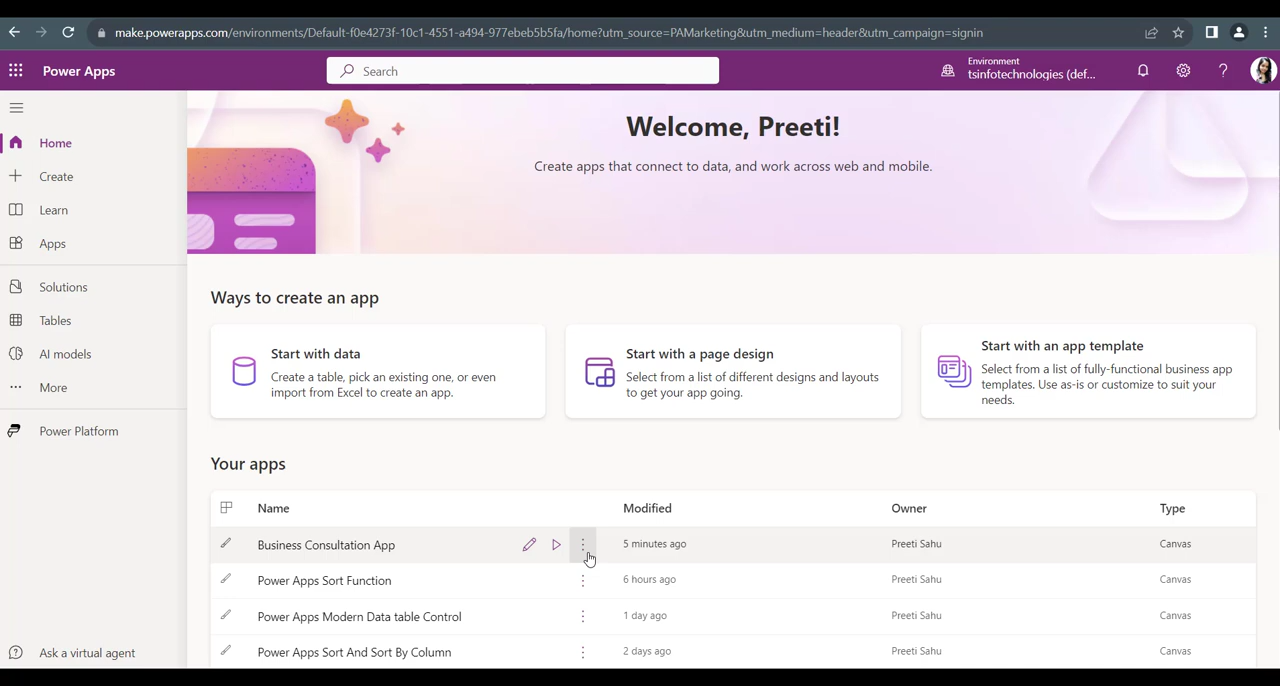 make.powerapps.com/environments/Default-f0e4273f-10c1-4551-a494-977ebeb5b5fa/home?utm_source=PAMarketing&utm_medium=header&utm_campaign=signin
Power Apps
Search
Environment
tsinfotechnologies (def...
?
Home
Create
Learn
Apps
Solutions
Tables
AI models
More
Power Platform
Ask a virtual agent
Welcome, Preeti!
Create apps that connect to data, and work across web and mobile.
Ways to create an app
Start with data
Create a table, pick an existing one, or even
import from Excel to create an app.
Start with a page design
Select from a list of different designs and layouts
to get your app going.
Start with an app template
Select from a list of fully-functional business app
templates. Use as-is or customize to suit your
needs.
Your apps
Name Modified Owner Type
Business Consultation App 5 minutes ago Preeti Sahu Canvas
Power Apps Sort Function 6 hours ago Preeti Sahu Canvas
Power Apps Modern Data table Control 1 day ago Preeti Sahu Canvas
Power Apps Sort And Sort By Column 2 days ago Preeti Sahu Canvas